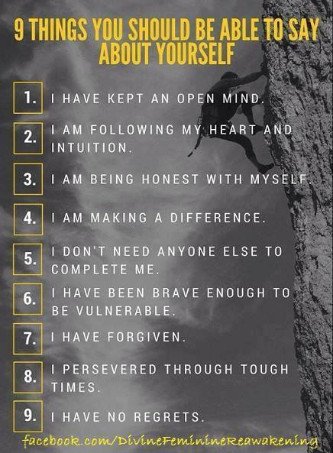 9 THINGS YOU SHOULD BE ABLE TO SAY
ABOUT YOURSELF
1. I HAVE KEPT AN OPEN MIND.
2. I AM FOLLOWING MY HEART AND
INTUITION.
3. I AM BEING HONEST WITH MYSELF.
4. I AM MAKING A DIFFERENCE.
5. I DON'T NEED ANYONE ELSE TO
COMPLETE ME.
6. I HAVE BEEN BRAVE ENOUGH TO
BE VULNERABLE.
7. I HAVE FORGIVEN.
8. I PERSEVERED THROUGH TOUGH
TIMES.
9. I HAVE NO REGRETS.
facebook.com/DivineFeminineReawakening